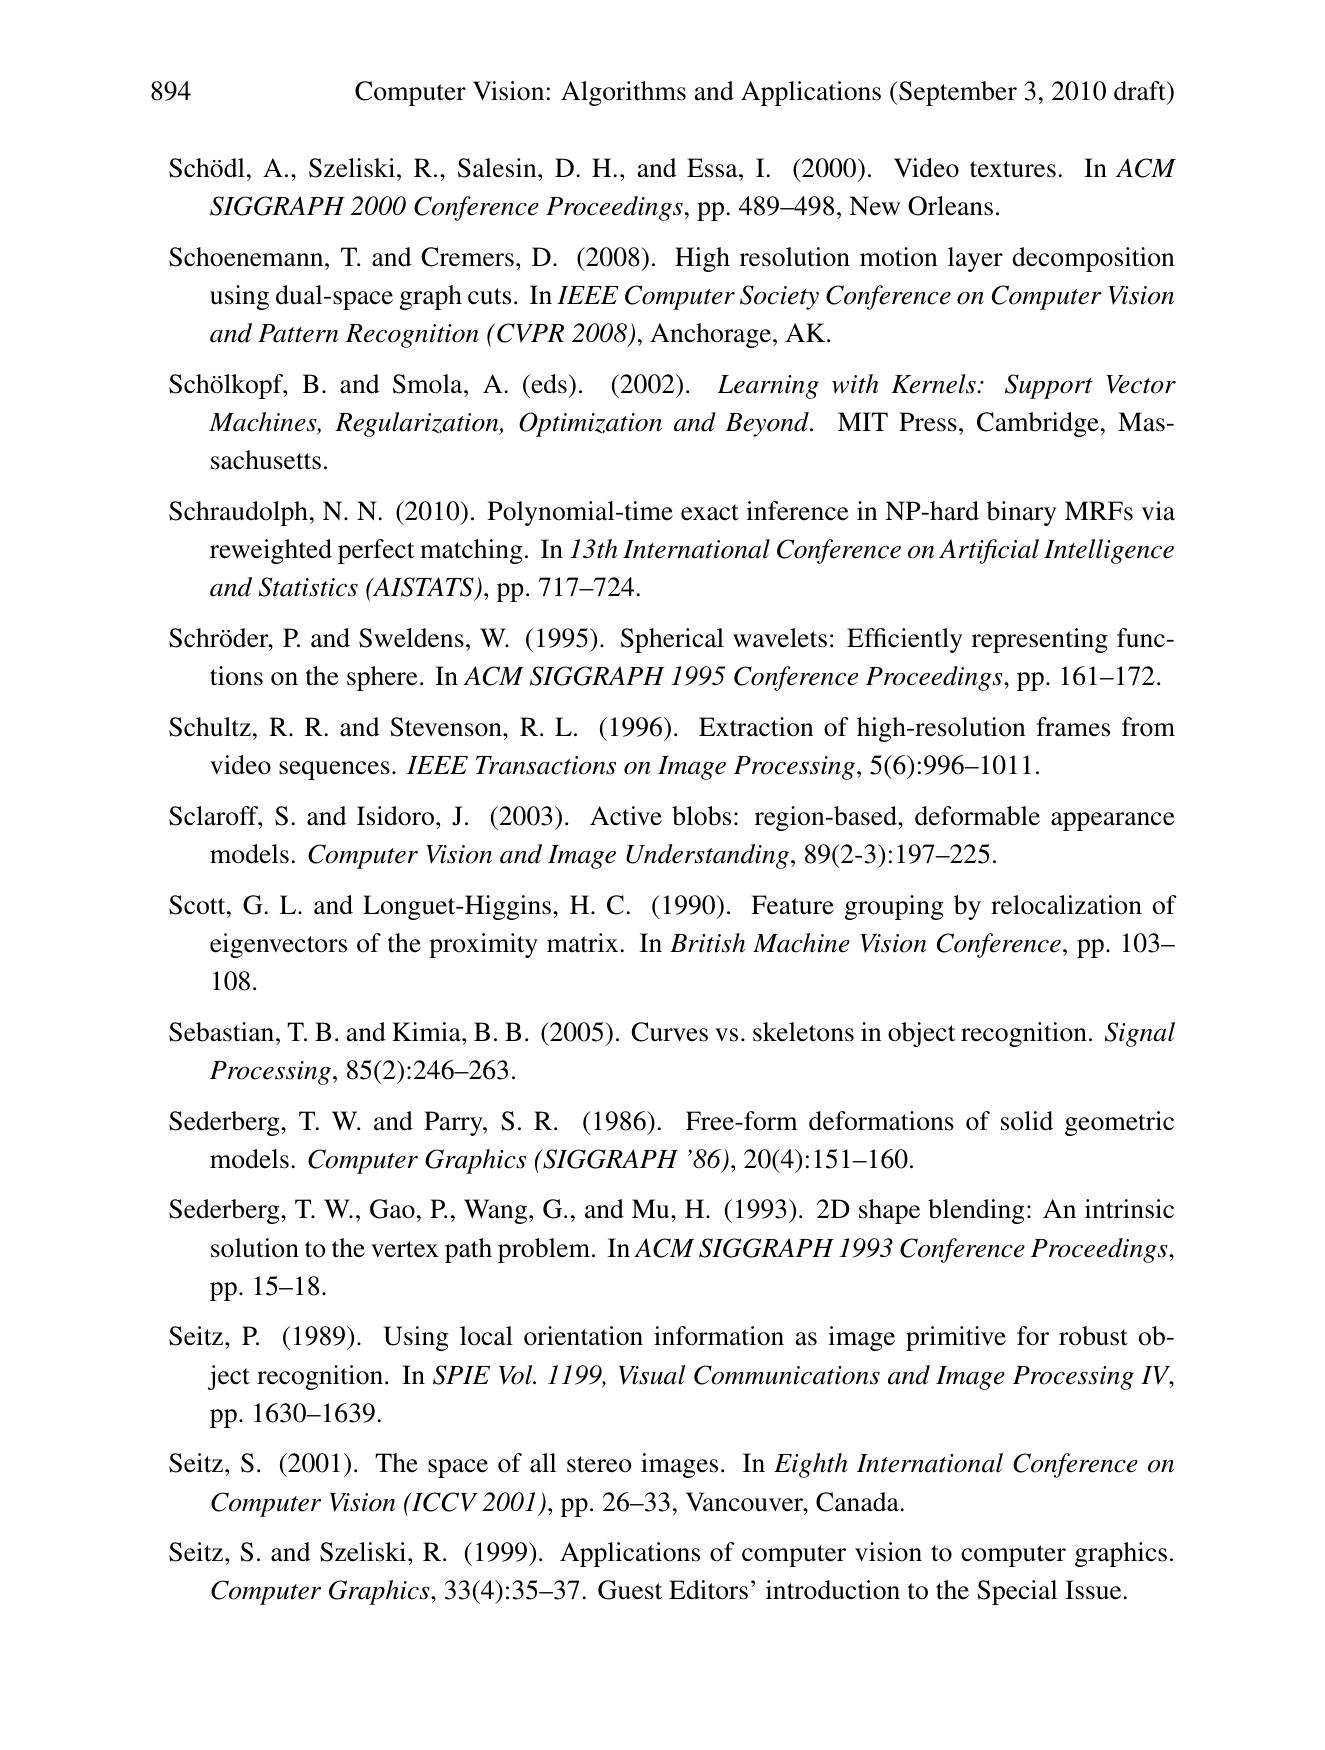 894 Computer Vision: Algorithms and Applications (September 3, 2010 draft)
Schödl, A., Szeliski, R., Salesin, D. H., and Essa, I. (2000). Video textures. In ACM
SIGGRAPH 2000 Conference Proceedings, pp. 489–498, New Orleans.
Schoenemann, T. and Cremers, D. (2008). High resolution motion layer decomposition
using dual-space graph cuts. In IEEE Computer Society Conference on Computer Vision
and Pattern Recognition (CVPR 2008), Anchorage, AK.
Schölkopf, B. and Smola, A. (eds). (2002). Learning with Kernels: Support Vector
Machines, Regularization, Optimization and Beyond. MIT Press, Cambridge, Mas-
sachusetts.
Schraudolph, N. N. (2010). Polynomial-time exact inference in NP-hard binary MRFs via
reweighted perfect matching. In 13th International Conference on Artificial Intelligence
and Statistics (AISTATS), pp. 717–724.
Schröder, P. and Sweldens, W. (1995). Spherical wavelets: Efficiently representing func-
tions on the sphere. In ACM SIGGRAPH 1995 Conference Proceedings, pp. 161–172.
Schultz, R. R. and Stevenson, R. L. (1996). Extraction of high-resolution frames from
video sequences. IEEE Transactions on Image Processing, 5(6):996–1011.
Sclaroff, S. and Isidoro, J. (2003). Active blobs: region-based, deformable appearance
models. Computer Vision and Image Understanding, 89(2-3):197–225.
Scott, G. L. and Longuet-Higgins, H. C. (1990). Feature grouping by relocalization of
eigenvectors of the proximity matrix. In British Machine Vision Conference, pp. 103–
108.
Sebastian, T. B. and Kimia, B. B. (2005). Curves vs. skeletons in object recognition. Signal
Processing, 85(2):246–263.
Sederberg, T. W. and Parry, S. R. (1986). Free-form deformations of solid geometric
models. Computer Graphics (SIGGRAPH ’86), 20(4):151–160.
Sederberg, T. W., Gao, P., Wang, G., and Mu, H. (1993). 2D shape blending: An intrinsic
solution to the vertex path problem. In ACM SIGGRAPH 1993 Conference Proceedings,
pp. 15–18.
Seitz, P. (1989). Using local orientation information as image primitive for robust ob-
ject recognition. In SPIE Vol. 1199, Visual Communications and Image Processing IV,
pp. 1630–1639.
Seitz, S. (2001). The space of all stereo images. In Eighth International Conference on
Computer Vision (ICCV 2001), pp. 26–33, Vancouver, Canada.
Seitz, S. and Szeliski, R. (1999). Applications of computer vision to computer graphics.
Computer Graphics, 33(4):35–37. Guest Editors’ introduction to the Special Issue.